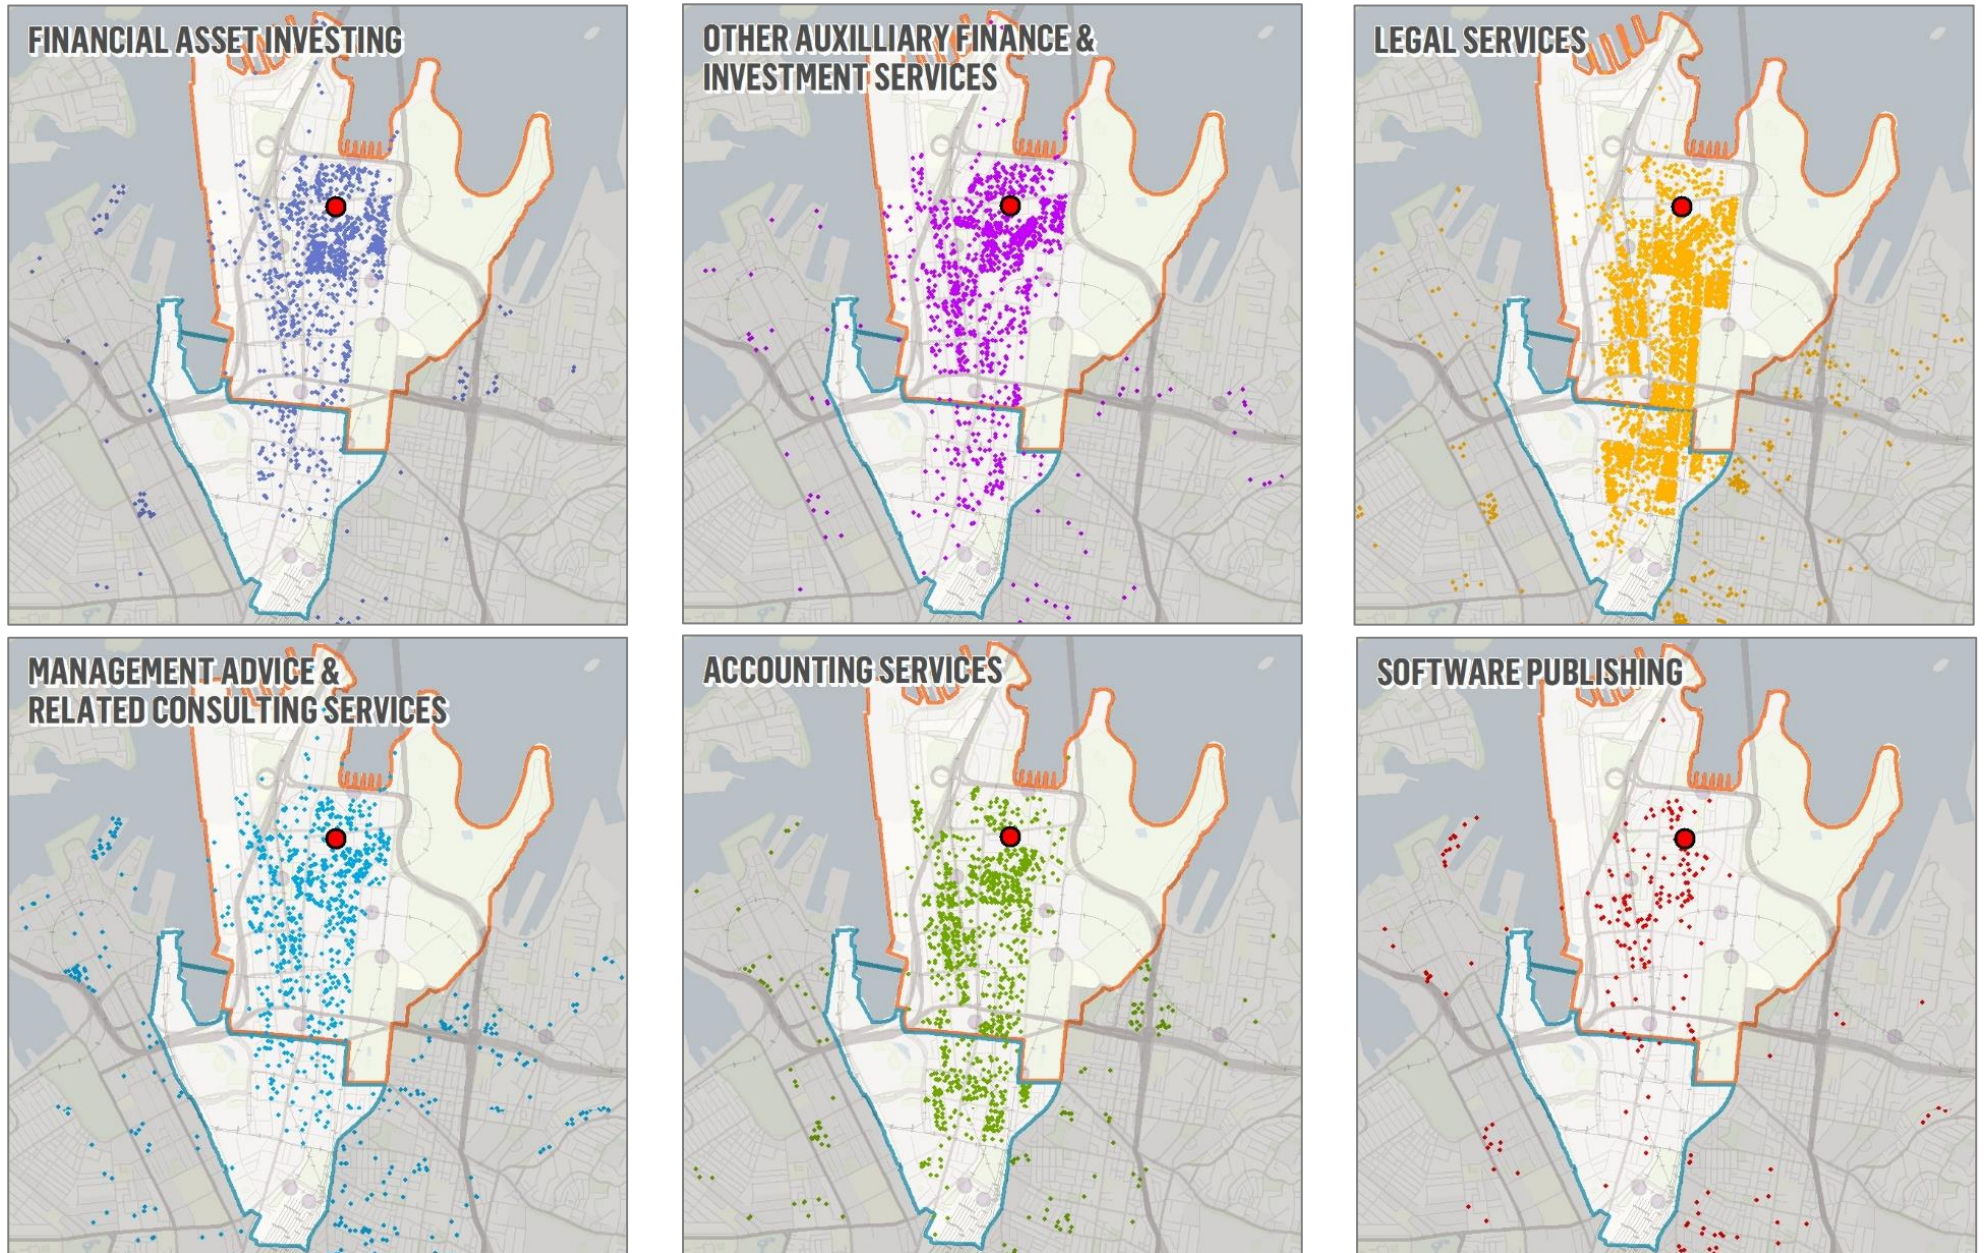 FINANCIAL ASSET INVESTING
OTHER AUXILLIARY FINANCE &
INVESTMENT SERVICES
LEGAL SERVICES
MANAGEMENT ADVICE &
RELATED CONSULTING SERVICES
ACCOUNTING SERVICES
SOFTWARE PUBLISHING